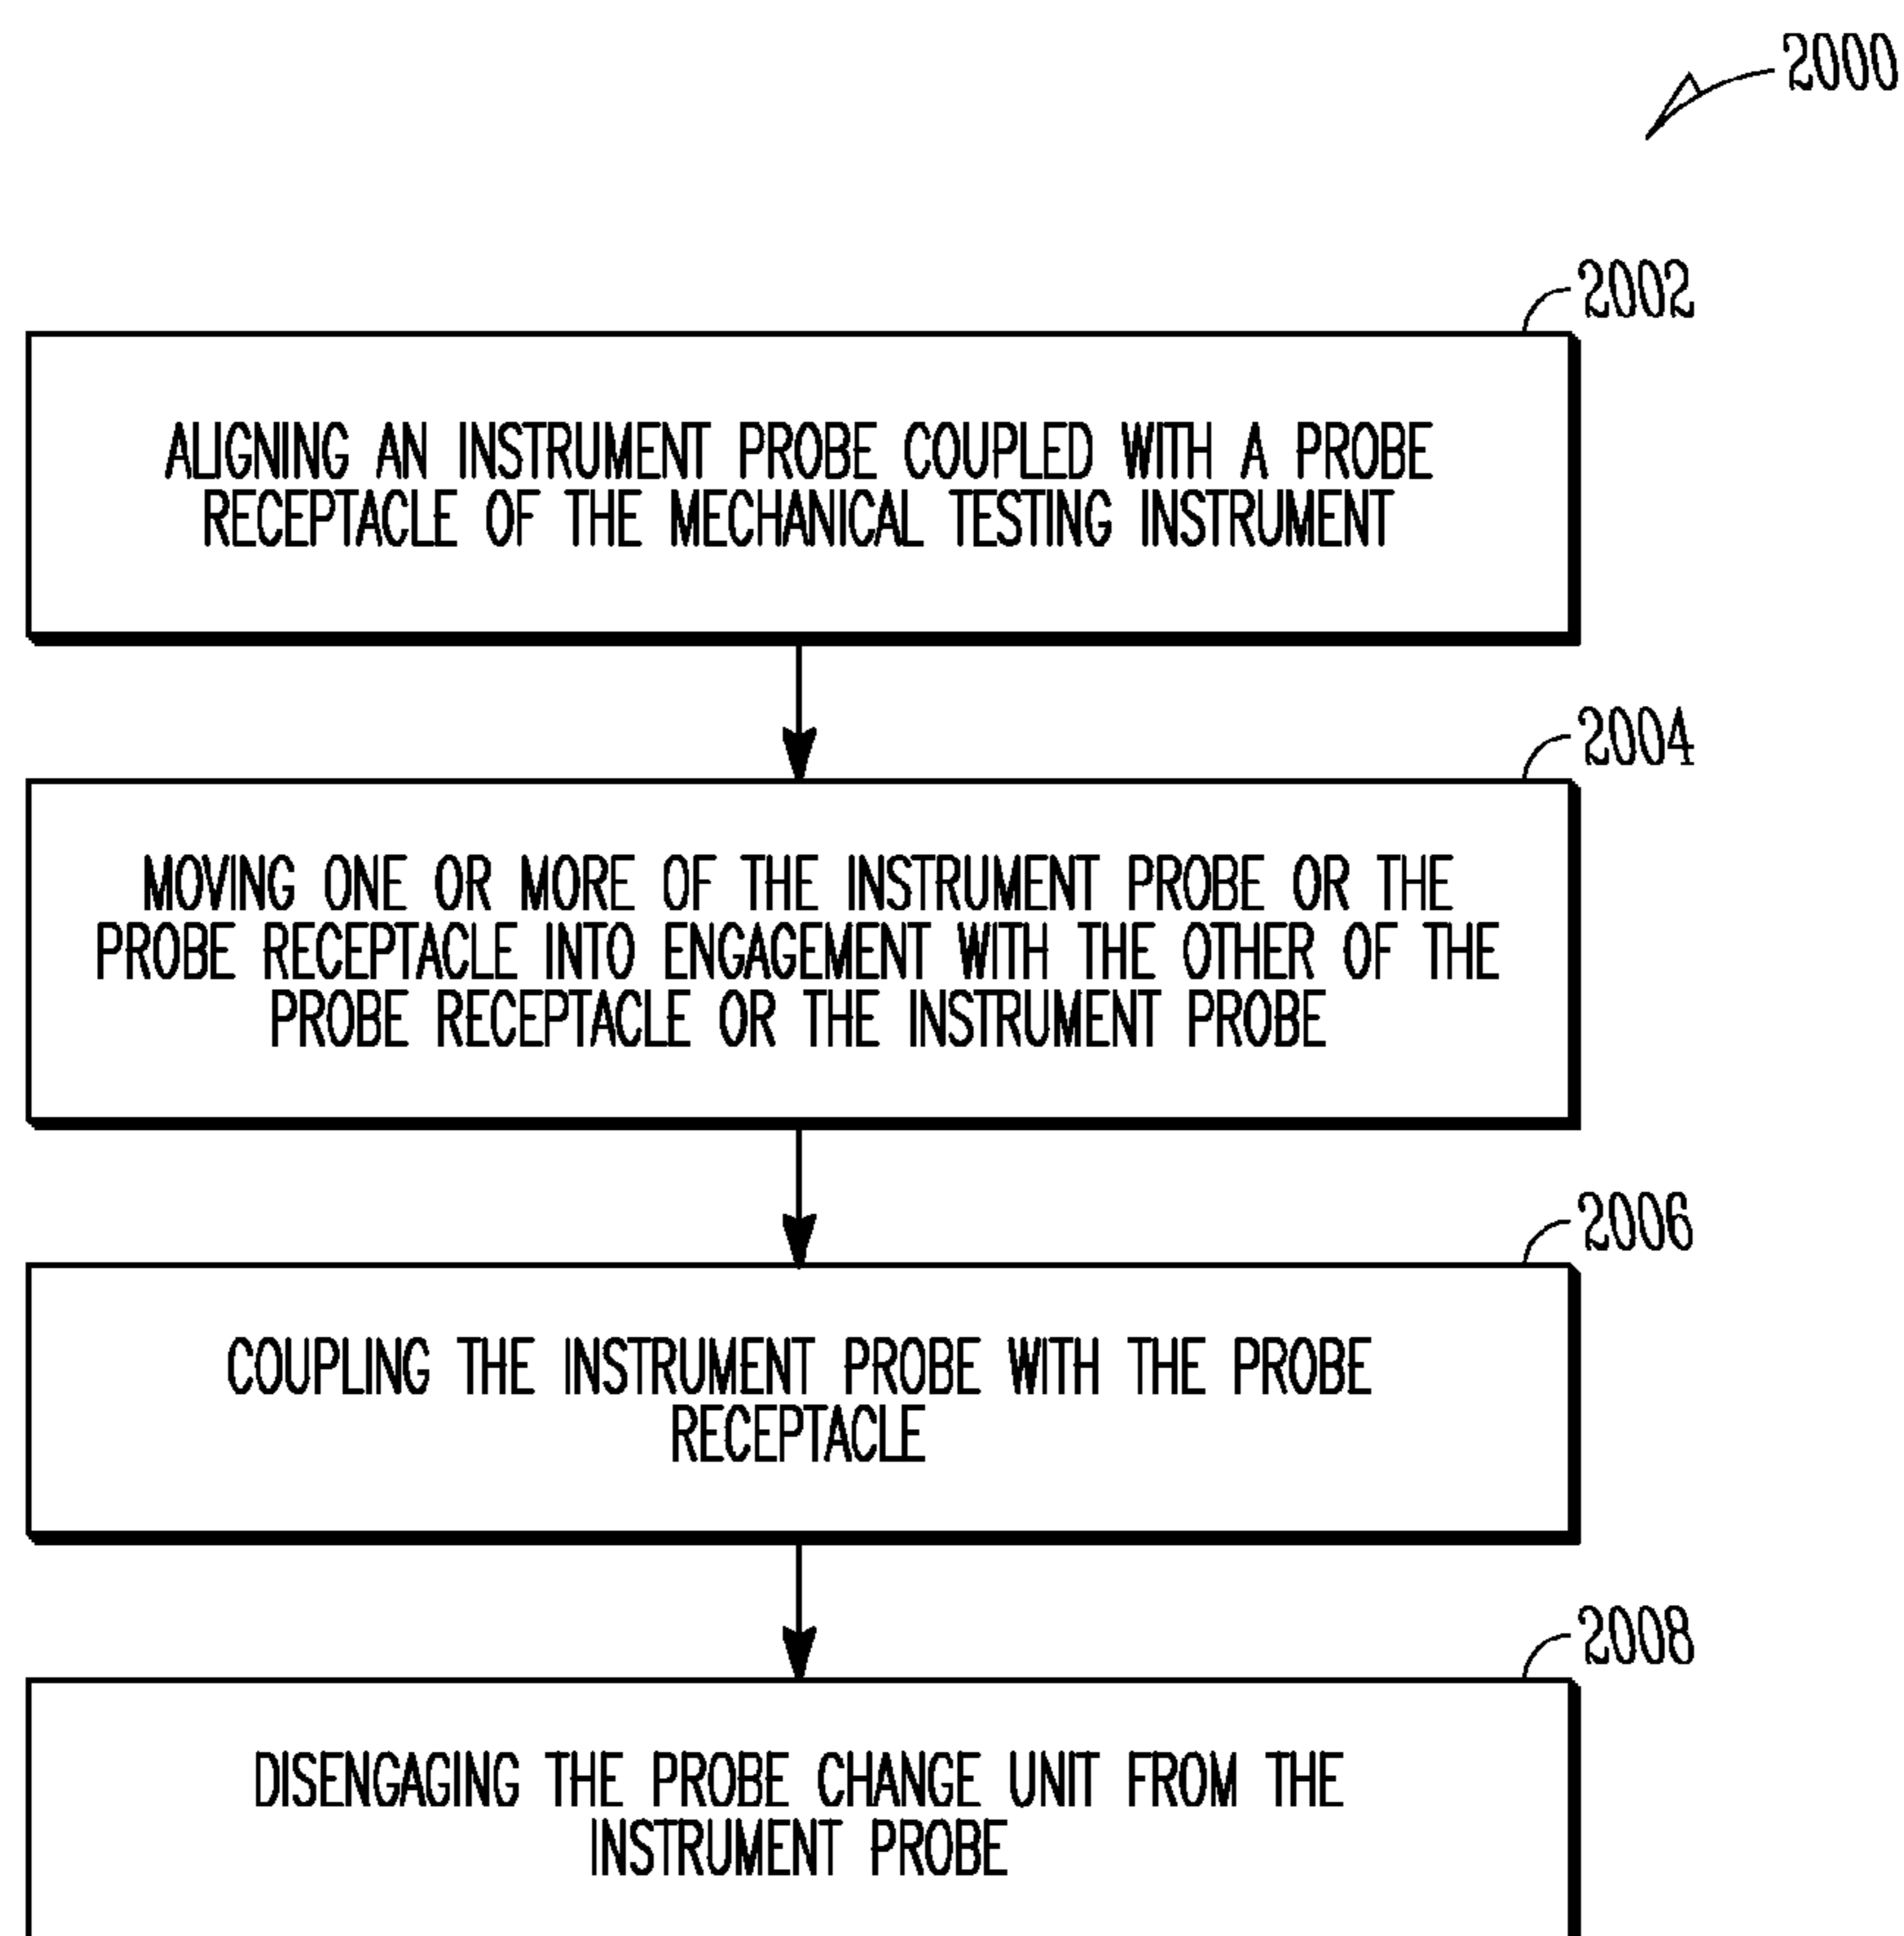 2000
2002
ALIGNING AN INSTRUMENT PROBE COUPLED WITH A PROBE
RECEPTACLE OF THE MECHANICAL TESTING INSTRUMENT
2004
MOVING ONE OR MORE OF THE INSTRUMENT PROBE OR THE
PROBE RECEPTACLE INTO ENGAGEMENT WITH THE OTHER OF THE
PROBE RECEPTACLE OR THE INSTRUMENT PROBE
2006
COUPLING THE INSTRUMENT PROBE WITH THE PROBE
RECEPTACLE
2008
DISENGAGING THE PROBE CHANGE UNIT FROM THE
INSTRUMENT PROBE